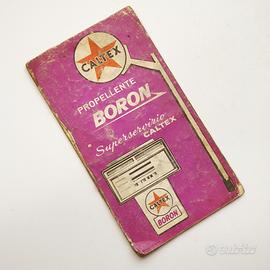 CALTEX
PROPELLENTE
BORON
Superservizio
CALTEX
CALTEX
BORON
subito